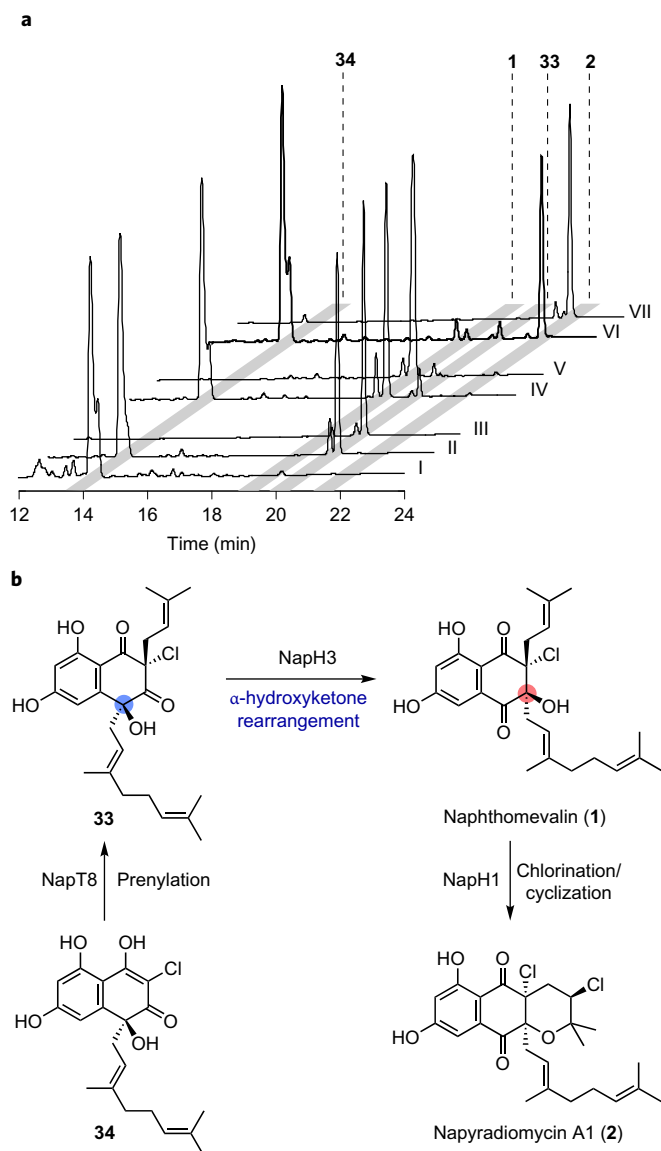 a
34 1 33 2
VII
VI
V
IV
III
II
I
12 14 16 18 20 22 24
Time (min)
b
HO O
Cl
HO O
OH
33
NapH3
α-hydroxyketone
rearrangement
HO O
Cl
HO OH
O
Naphthomevalin (1)
NapT8 Prenylation
NapH1 Chlorination/
cyclization
HO OH
Cl
HO O
OH
34
HO O Cl Cl
HO O
O
Napyradiomycin A1 (2)